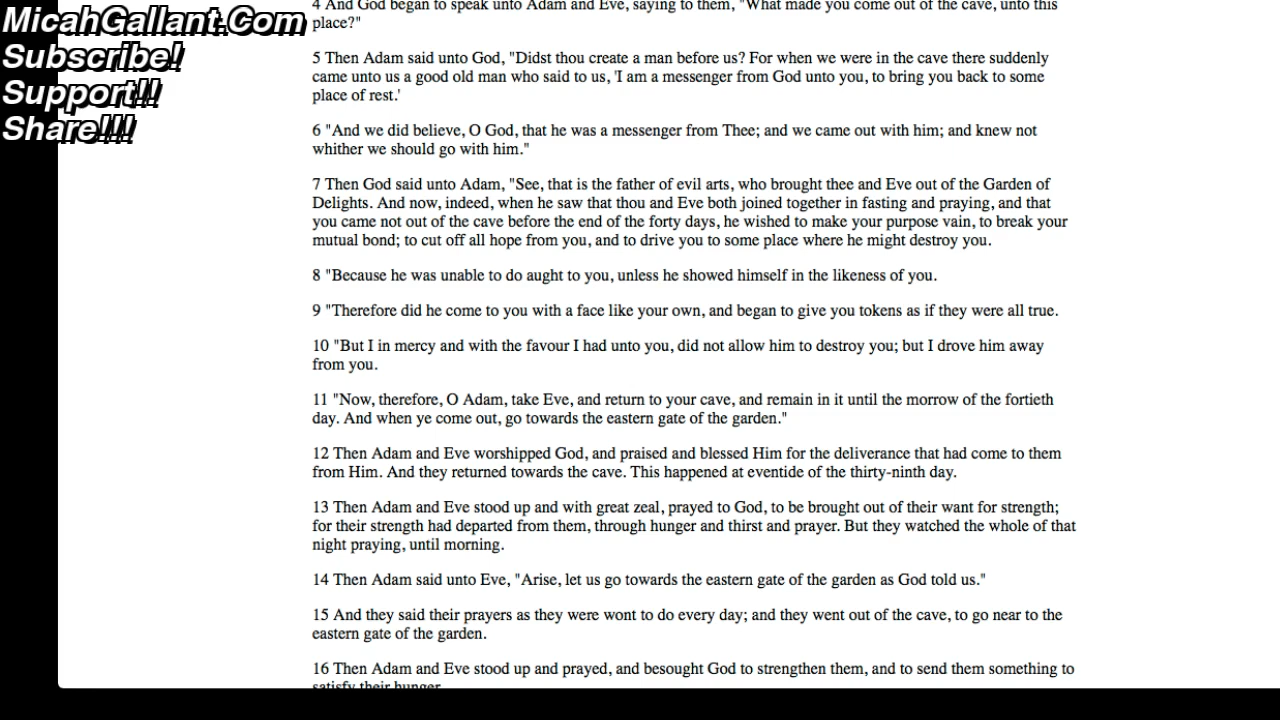 MicahGallant.Com
Subscribe!
Support!!
Share!!!
4 And God began to speak unto Adam and Eve, saying to them, "What made you come out of the cave, unto this
place?"
5 Then Adam said unto God, "Didst thou create a man before us? For when we were in the cave there suddenly
came unto us a good old man who said to us, 'I am a messenger from God unto you, to bring you back to some
place of rest.'
6 "And we did believe, O God, that he was a messenger from Thee; and we came out with him; and knew not
whither we should go with him."
7 Then God said unto Adam, "See, that is the father of evil arts, who brought thee and Eve out of the Garden of
Delights. And now, indeed, when he saw that thou and Eve both joined together in fasting and praying, and that
you came not out of the cave before the end of the forty days, he wished to make your purpose vain, to break your
mutual bond; to cut off all hope from you, and to drive you to some place where he might destroy you.
8 "Because he was unable to do aught to you, unless he showed himself in the likeness of you.
9 "Therefore did he come to you with a face like your own, and began to give you tokens as if they were all true.
10 "But I in mercy and with the favour I had unto you, did not allow him to destroy you; but I drove him away
from you.
11 "Now, therefore, O Adam, take Eve, and return to your cave, and remain in it until the morrow of the fortieth
day. And when ye come out, go towards the eastern gate of the garden."
12 Then Adam and Eve worshipped God, and praised and blessed Him for the deliverance that had come to them
from Him. And they returned towards the cave. This happened at eventide of the thirty-ninth day.
13 Then Adam and Eve stood up and with great zeal, prayed to God, to be brought out of their want for strength;
for their strength had departed from them, through hunger and thirst and prayer. But they watched the whole of that
night praying, until morning.
14 Then Adam said unto Eve, "Arise, let us go towards the eastern gate of the garden as God told us."
15 And they said their prayers as they were wont to do every day; and they went out of the cave, to go near to the
eastern gate of the garden.
16 Then Adam and Eve stood up and prayed, and besought God to strengthen them, and to send them something to
satisfy their hunger.